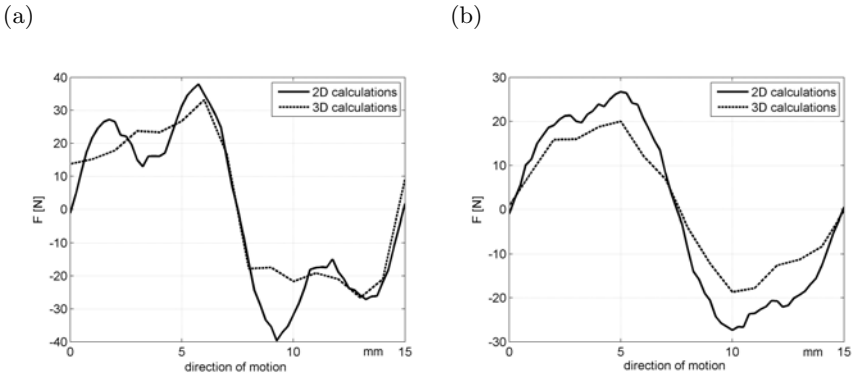 (a)
(b)
40
30
20
10
0
-10
-20
-30
-40
F [N]
2D calculations
3D calculations
0
5
10
mm
15
direction of motion
30
20
10
0
-10
-20
-30
F [N]
2D calculations
3D calculations
0
5
10
mm
15
direction of motion